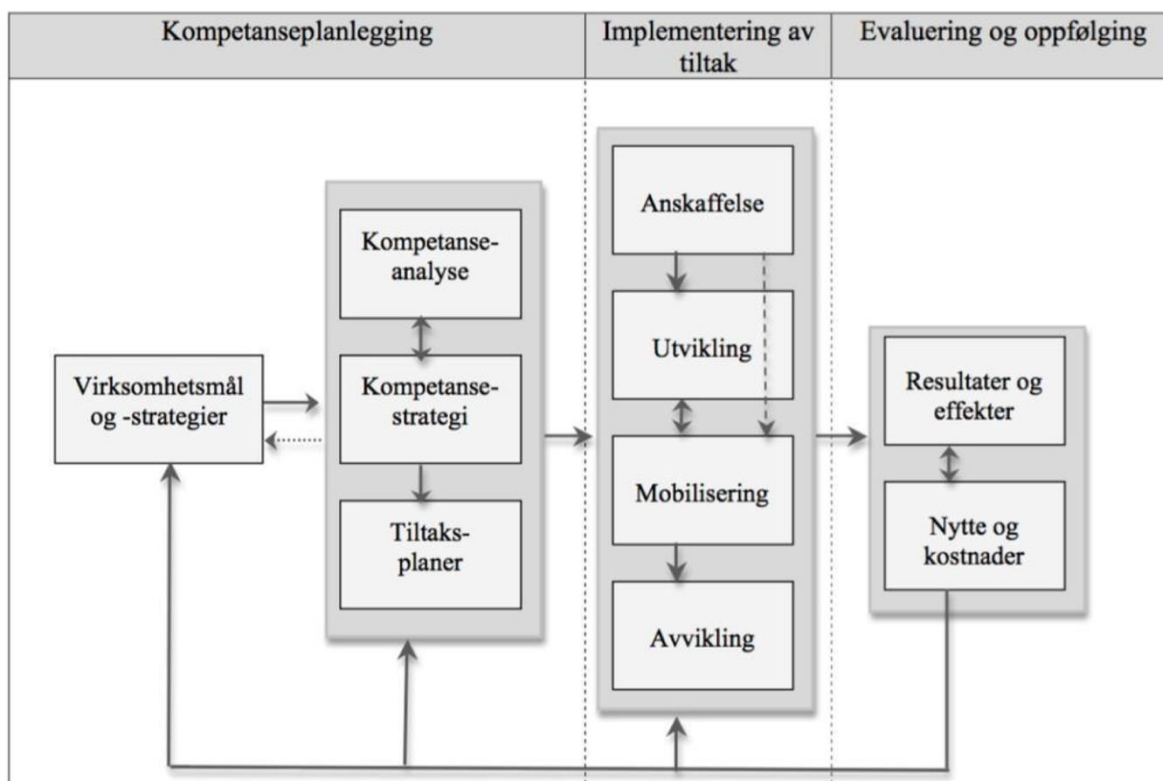 Kompetanseplanlegging
Implementering av
tiltak
Evaluering og oppfølging
Virksomhetsmål
og -strategier
Kompetanse-
analyse
Kompetanse-
strategi
Tiltaks-
planer
Anskaffelse
Utvikling
Mobilisering
Avvikling
Resultater og
effekter
Nytte og
kostnader